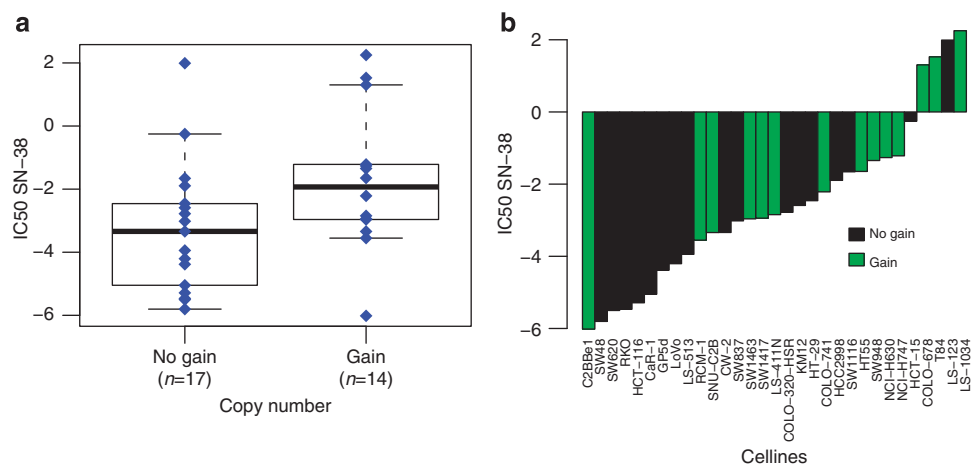 a
IC50 SN−38
2
0
−2
−4
−6
No gain
(n=17)
Gain
(n=14)
Copy number
b
IC50 SN−38
2
0
−2
−4
−6
No gain
Gain
C2BBe1
SW48
SW620
RKO
HCT−116
CaR−1
GP5d
LoVo
LS−513
RCM−1
SNU−C2B
CW−2
SW837
SW1463
SW1417
LS−411N
COLO−320−HSR
KM12
HT−29
COLO−741
HCC2998
SW1116
HT55
SW948
NCI−H630
NCI−H747
HCT−15
COLO−678
T84
LS−123
LS−1034
Cellines